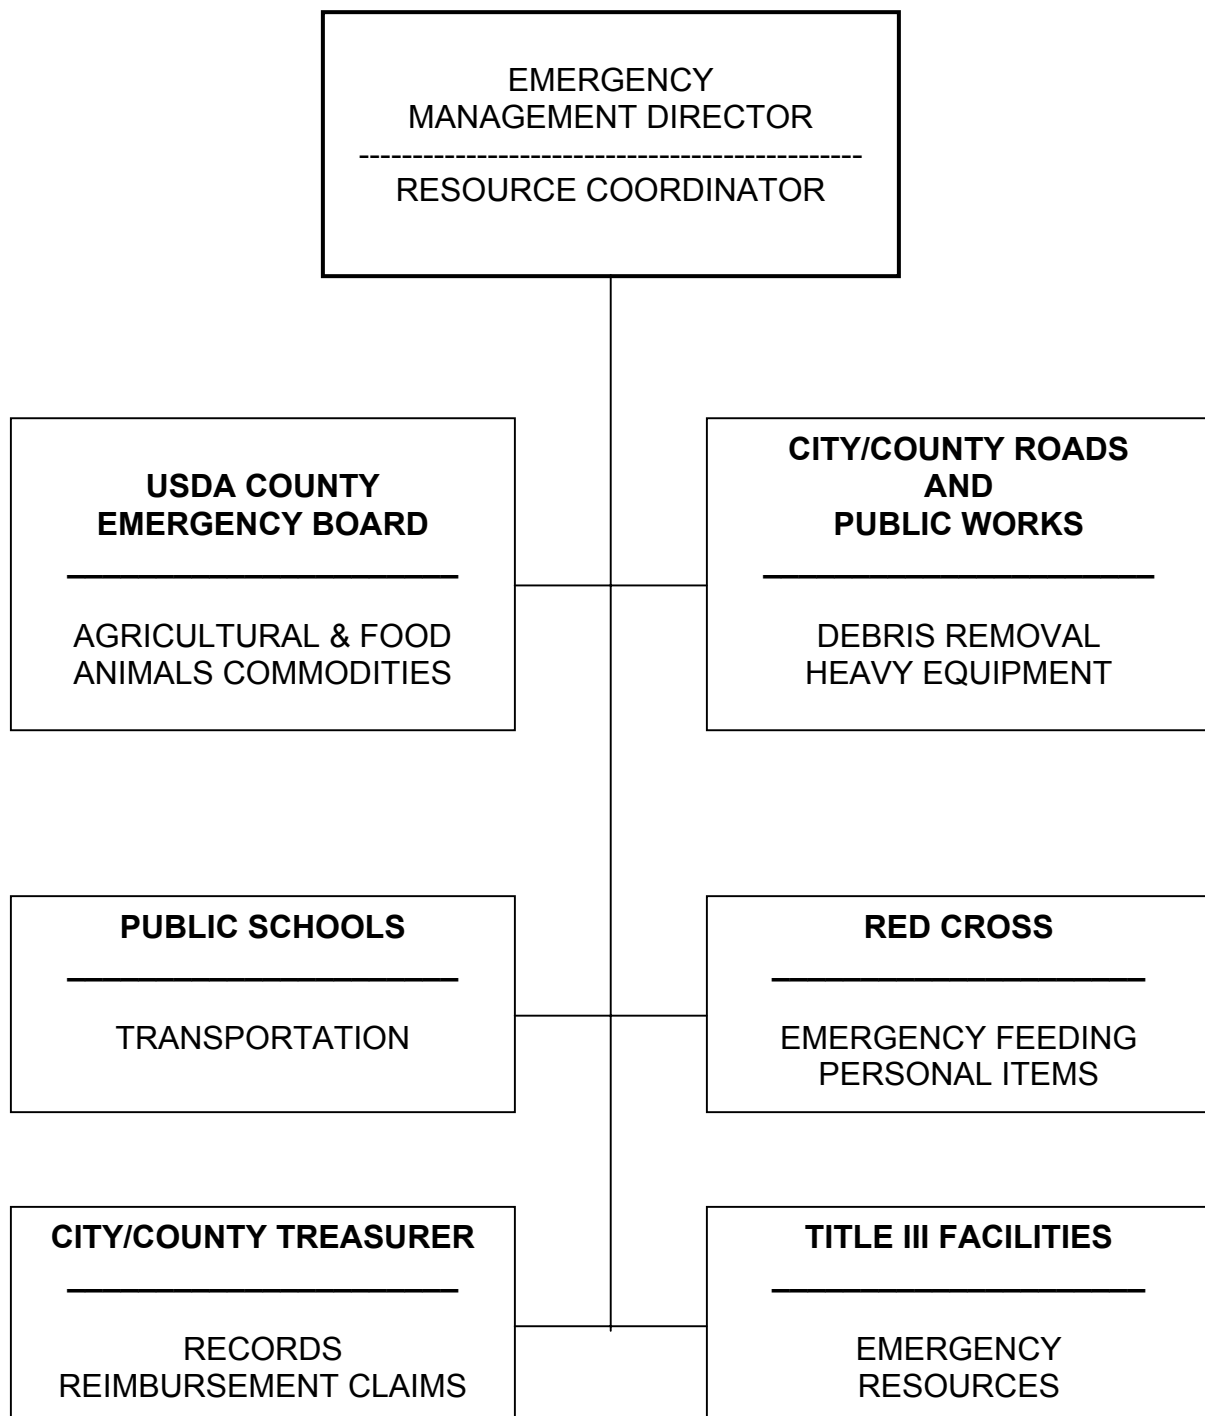 EMERGENCY
MANAGEMENT DIRECTOR
-----------------------------------------------
RESOURCE COORDINATOR
USDA COUNTY
EMERGENCY BOARD
AGRICULTURAL & FOOD
ANIMALS COMMODITIES
CITY/COUNTY ROADS
AND
PUBLIC WORKS
DEBRIS REMOVAL
HEAVY EQUIPMENT
PUBLIC SCHOOLS
TRANSPORTATION
RED CROSS
EMERGENCY FEEDING
PERSONAL ITEMS
CITY/COUNTY TREASURER
RECORDS
REIMBURSEMENT CLAIMS
TITLE III FACILITIES
EMERGENCY
RESOURCES